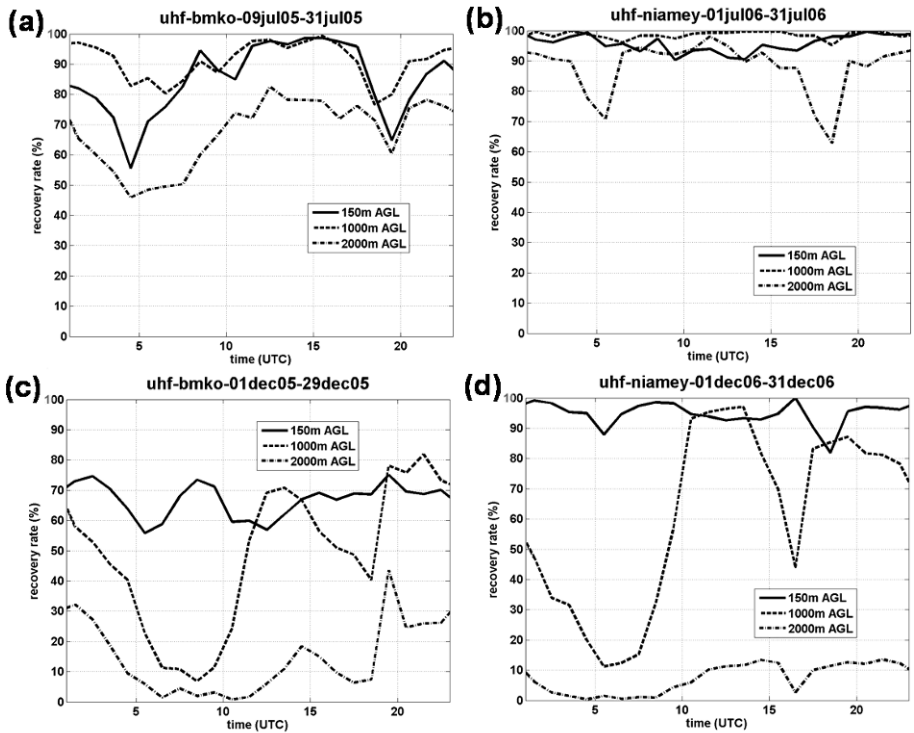 (a)
uhf-bmko-09jul05-31jul05
100
90
80
70
60
50
40
30
20
10
0
recovery rate (%)
150m AGL
1000m AGL
2000m AGL
5
10
15
20
time (UTC)
(b)
uhf-niamey-01jul06-31jul06
100
90
80
70
60
50
40
30
20
10
0
recovery rate (%)
150m AGL
1000m AGL
2000m AGL
5
10
15
20
time (UTC)
(c)
uhf-bmko-01dec05-29dec05
100
90
80
70
60
50
40
30
20
10
0
recovery rate (%)
150m AGL
1000m AGL
2000m AGL
5
10
15
20
time (UTC)
(d)
uhf-niamey-01dec06-31dec06
100
90
80
70
60
50
40
30
20
10
0
recovery rate (%)
150m AGL
1000m AGL
2000m AGL
5
10
15
20
time (UTC)